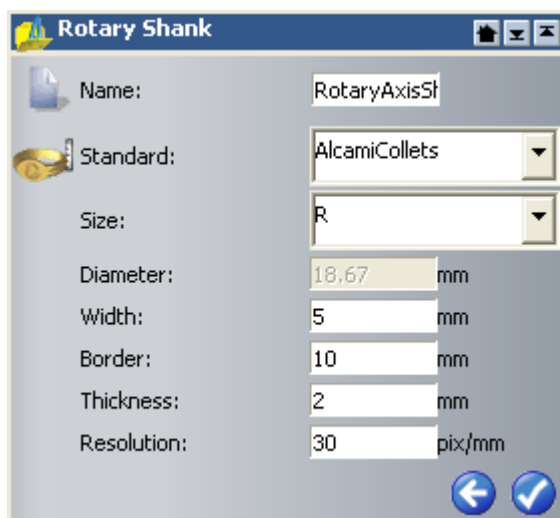 Rotary Shank
Name: RotaryAxisSh
Standard: AlcamiCollets
Size: R
Diameter: 18.67 mm
Width: 5 mm
Border: 10 mm
Thickness: 2 mm
Resolution: 30 pix/mm